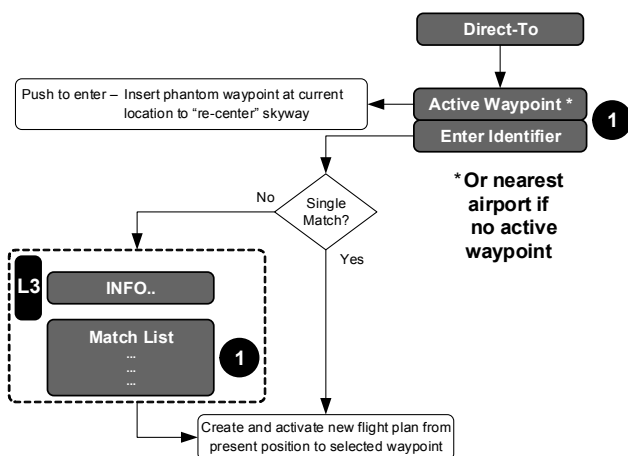 Direct-To
Push to enter – Insert phantom waypoint at current
location to “re-center” skyway
Active Waypoint *
Enter Identifier
1
*Or nearest
airport if
no active
waypoint
Single
Match?
No
Yes
L3
INFO..
Match List
...
...
...
1
Create and activate new flight plan from
present position to selected waypoint